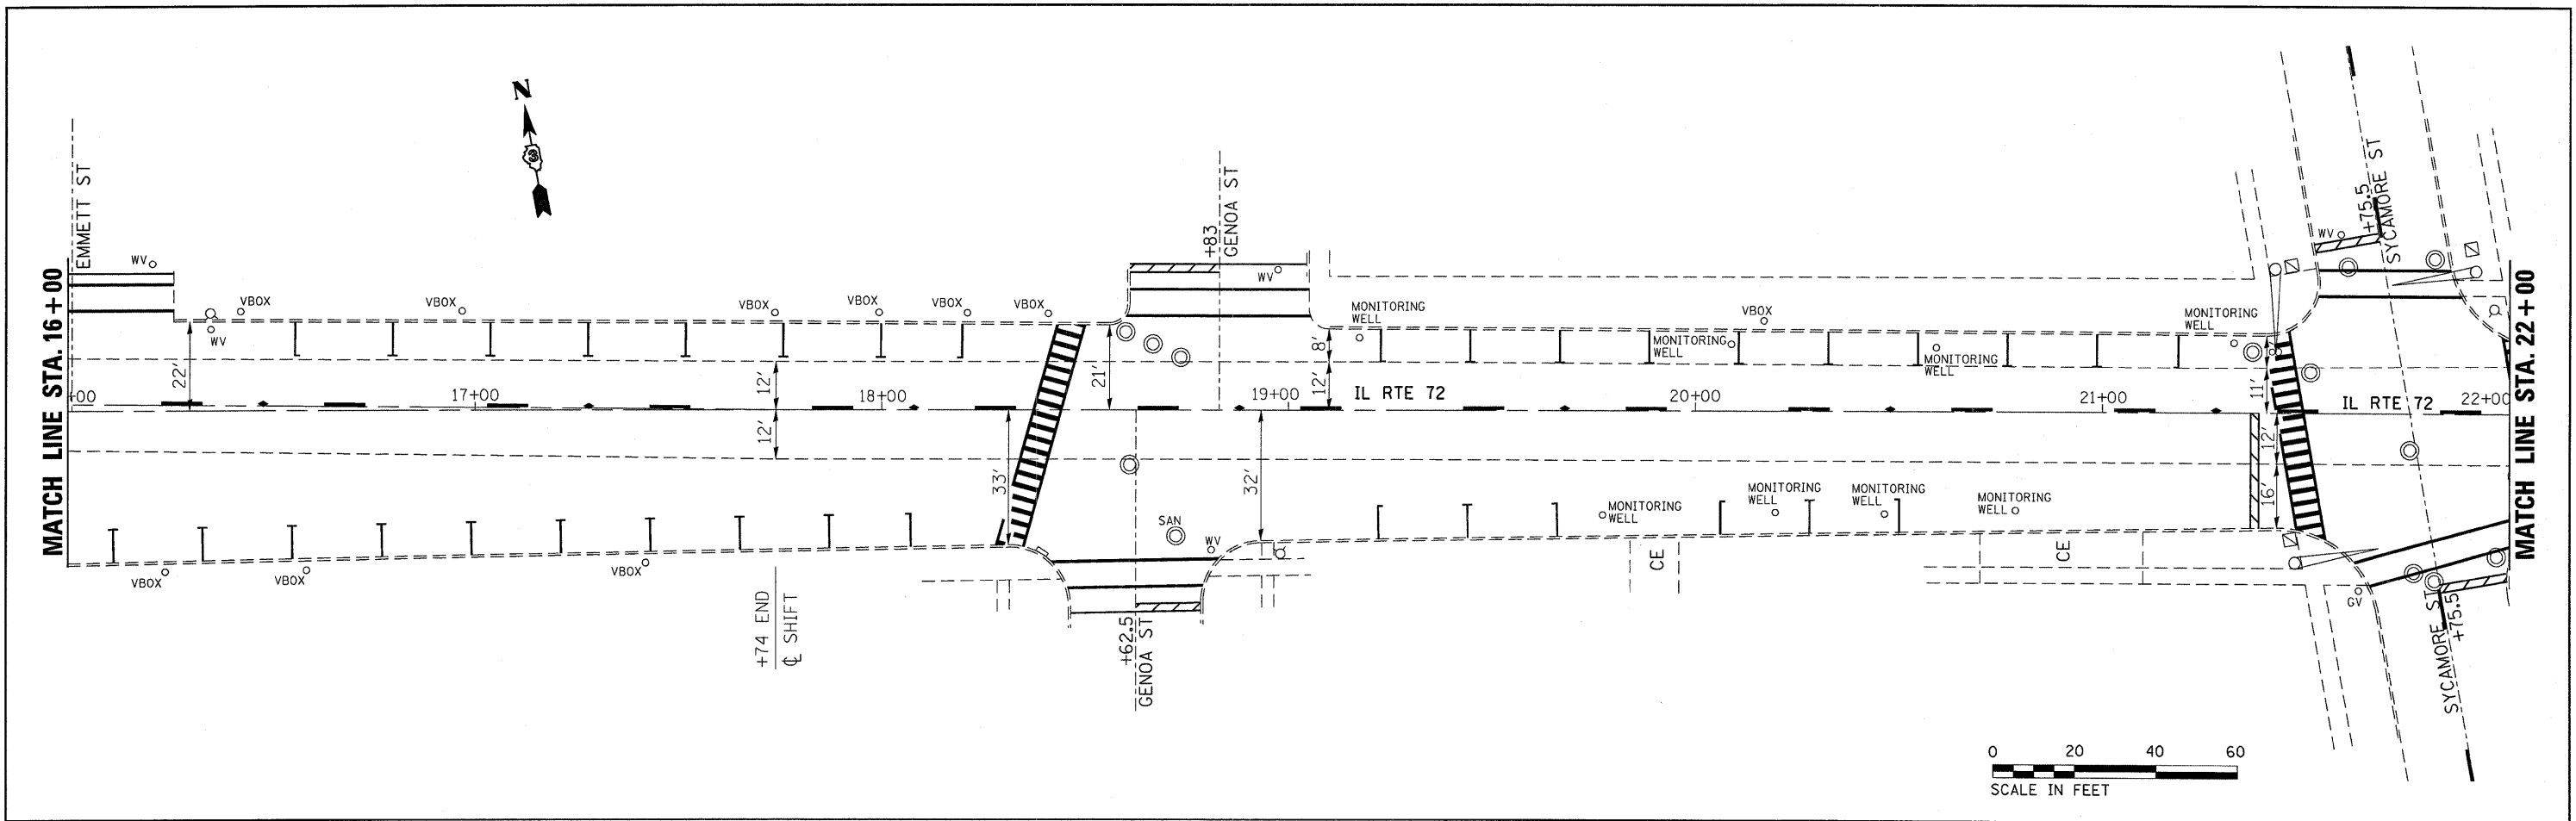 N
MATCH LINE STA. 16+00
EMMETT ST
WV
VBOX
WV
VBOX
VBOX
VBOX
VBOX
VBOX
22'
12'
12'
+00
17+00
18+00
21'
33'
+83
GENOA ST
WV
19+00
12'
8'
32'
IL RTE 72
MONITORING
WELL
MONITORING
WELL
VBOX
MONITORING
WELL
MONITORING
WELL
20+00
21+00
11'
12'
16'
IL RTE 72
22+00
WV
+75.5
SYCAMORE ST
MATCH LINE STA. 22+00
VBOX
VBOX
VBOX
+74 END
℄ SHIFT
SAN
WV
+62.5
GENOA ST
MONITORING
WELL
MONITORING
WELL
MONITORING
WELL
MONITORING
WELL
CE
CE
GV
SYCAMORE ST
+75.5
0 20 40 60
SCALE IN FEET